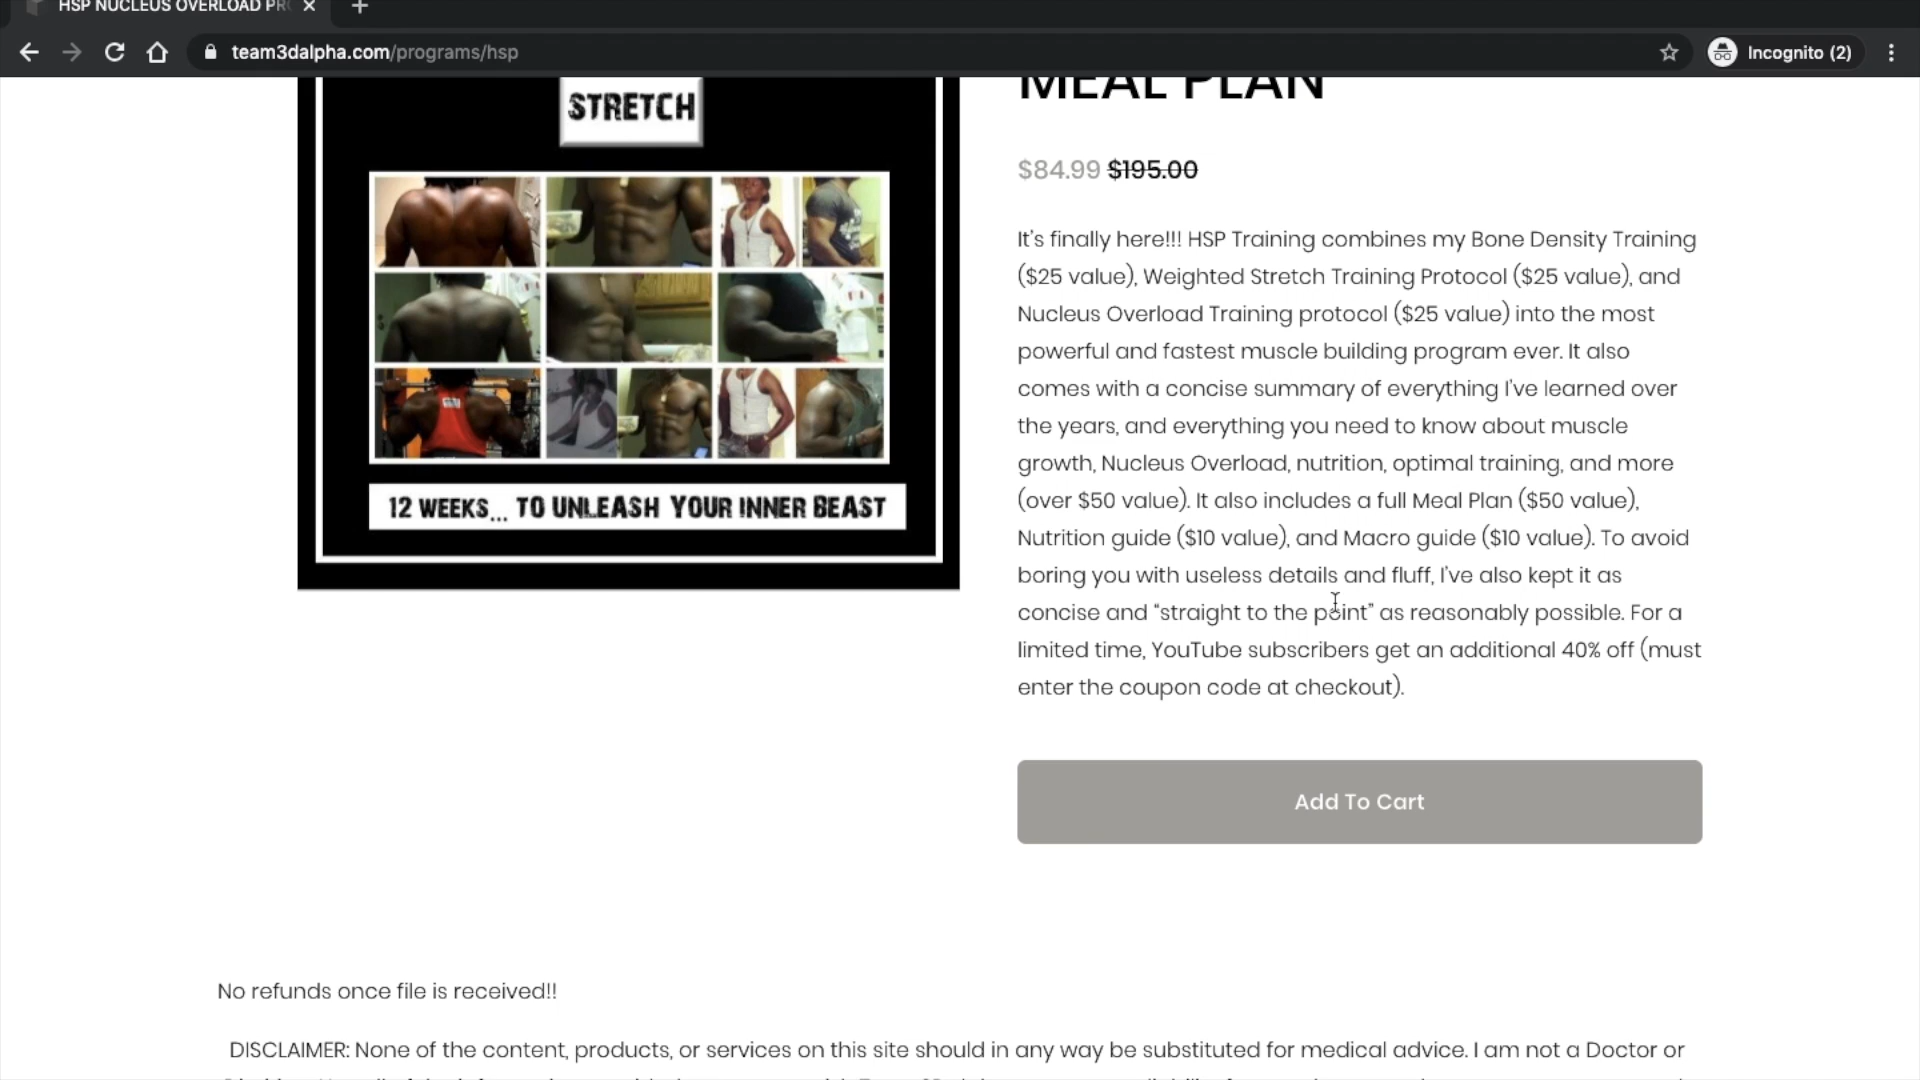 HSP NUCLEUS OVERLOAD PR
team3dalpha.com/programs/hsp
Incognito (2)
STRETCH
12 WEEKS... TO UNLEASH YOUR INNER BEAST
MEAL PLAN
$84.99 $195.00
It's finally here!!! HSP Training combines my Bone Density Training
($25 value), Weighted Stretch Training Protocol ($25 value), and
Nucleus Overload Training protocol ($25 value) into the most
powerful and fastest muscle building program ever. It also
comes with a concise summary of everything I've learned over
the years, and everything you need to know about muscle
growth, Nucleus Overload, nutrition, optimal training, and more
(over $50 value). It also includes a full Meal Plan ($50 value),
Nutrition guide ($10 value), and Macro guide ($10 value). To avoid
boring you with useless details and fluff, I've also kept it as
concise and “straight to the point” as reasonably possible. For a
limited time, YouTube subscribers get an additional 40% off (must
enter the coupon code at checkout).
Add To Cart
No refunds once file is received!!
DISCLAIMER: None of the content, products, or services on this site should in any way be substituted for medical advice. I am not a Doctor or